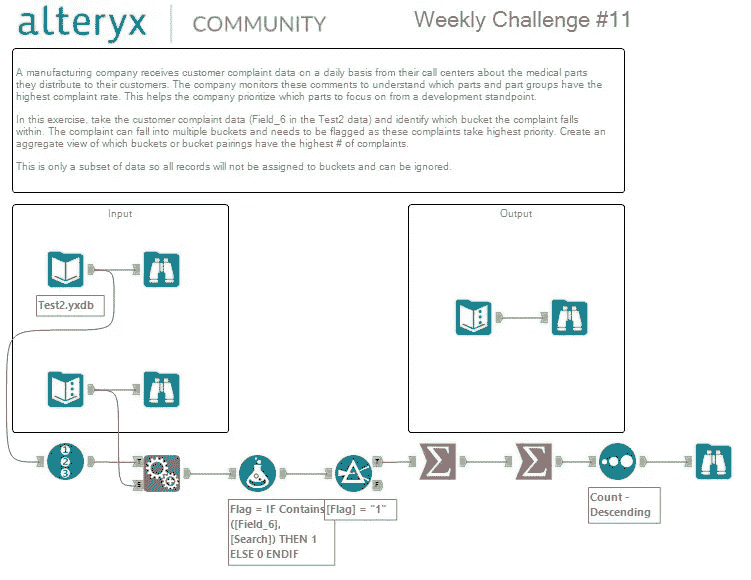 alteryx COMMUNITY Weekly Challenge #11
A manufacturing company receives customer complaint data on a daily basis from their call centers about the medical parts
they distribute to their customers. The company monitors these comments to understand which parts and part groups have the
highest complaint rate. This helps the company prioritize which parts to focus on from a development standpoint.
In this exercise, take the customer complaint data (Field_6 in the Test2 data) and identify which bucket the complaint falls
within. The complaint can fall into multiple buckets and needs to be flagged as these complaints take highest priority. Create an
aggregate view of which buckets or bucket pairings have the highest # of complaints.
This is only a subset of data so all records will not be assigned to buckets and can be ignored.
Input
Output
Test2.yxdb
1
2
3
T
S
T
F
Flag = IF Contains
([Field_6],
[Search]) THEN 1
ELSE 0 ENDIF
[Flag] = "1"
Count -
Descending